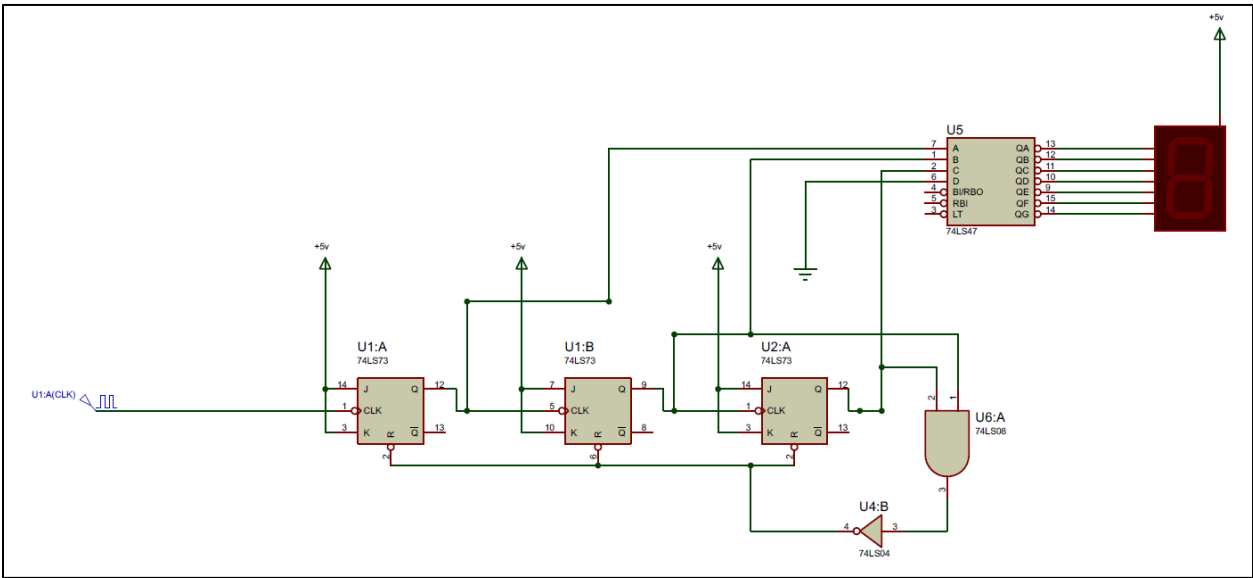 +5v
U5
7 A QA 13
1 B QB 12
2 C QC 11
6 D QD 10
4 BI/RBO QE 9
5 RBI QF 15
3 LT QG 14
74LS47
+5v
+5v
+5v
U1:A
74LS73
U1:B
74LS73
U2:A
74LS73
U1:A(CLK)
14 J Q 12
1 CLK
3 K R Q 13
2
7 J Q 9
5 CLK
10 K R Q 8
6
14 J Q 12
1 CLK
3 K R Q 13
2
2 1
U6:A
74LS08
3
U4:B
4 3
74LS04